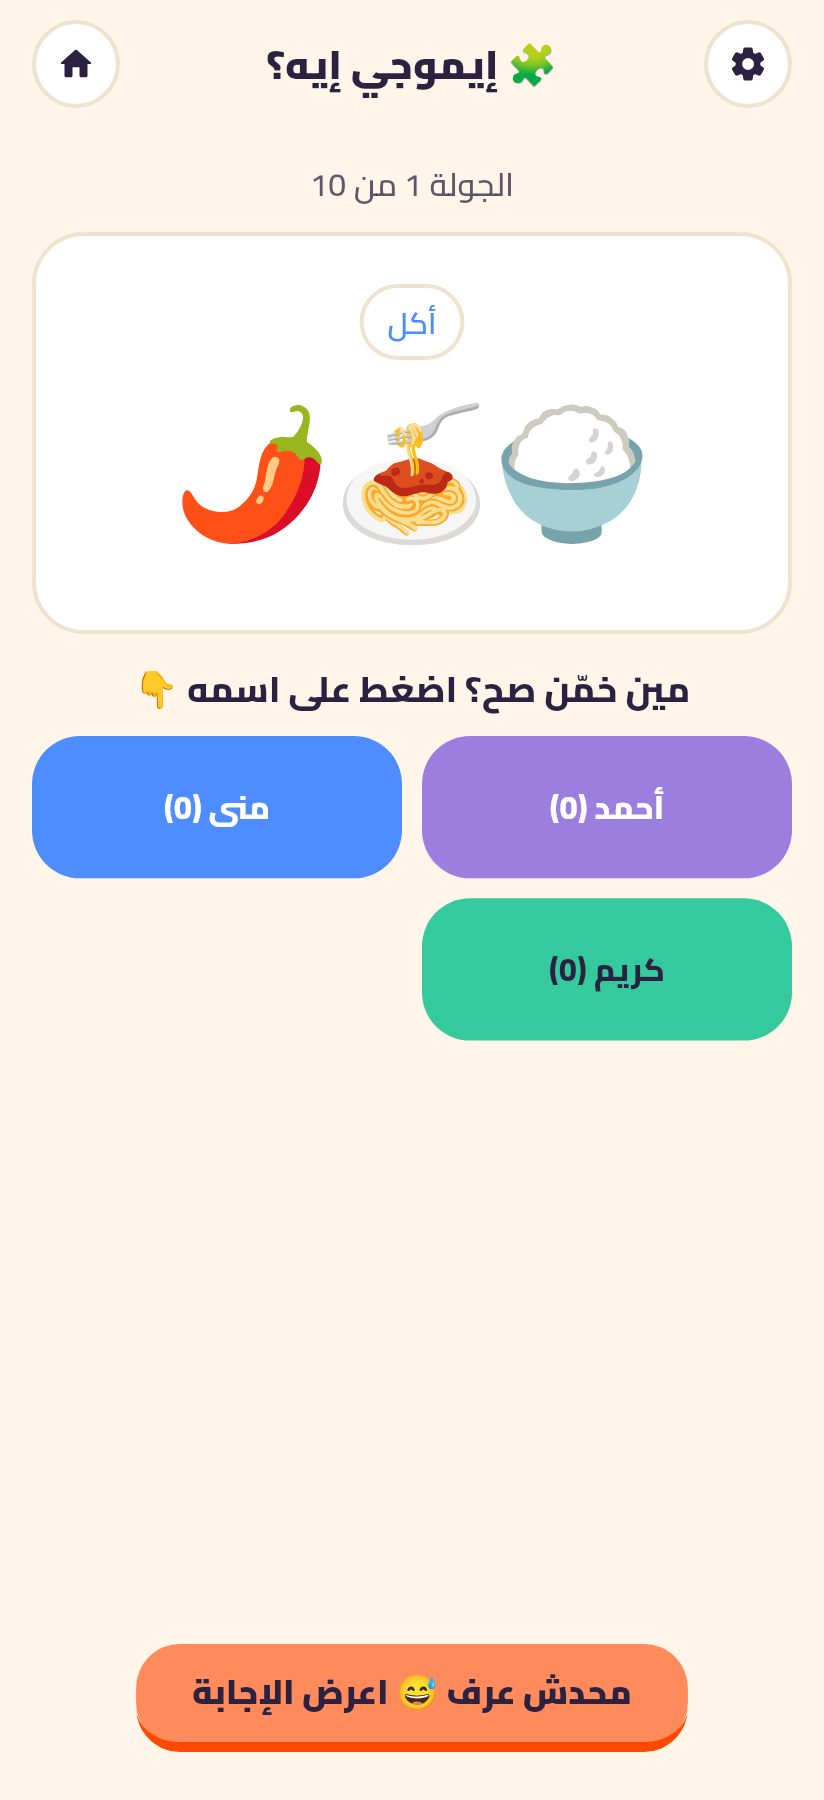 🧩 إيموجي إيه؟
الجولة 1 من 10
أكل
مين خمّن صح؟ اضغط على اسمه 👇
أحمد (0)
منى (0)
كريم (0)
محدش عرف 😅 اعرض الإجابة